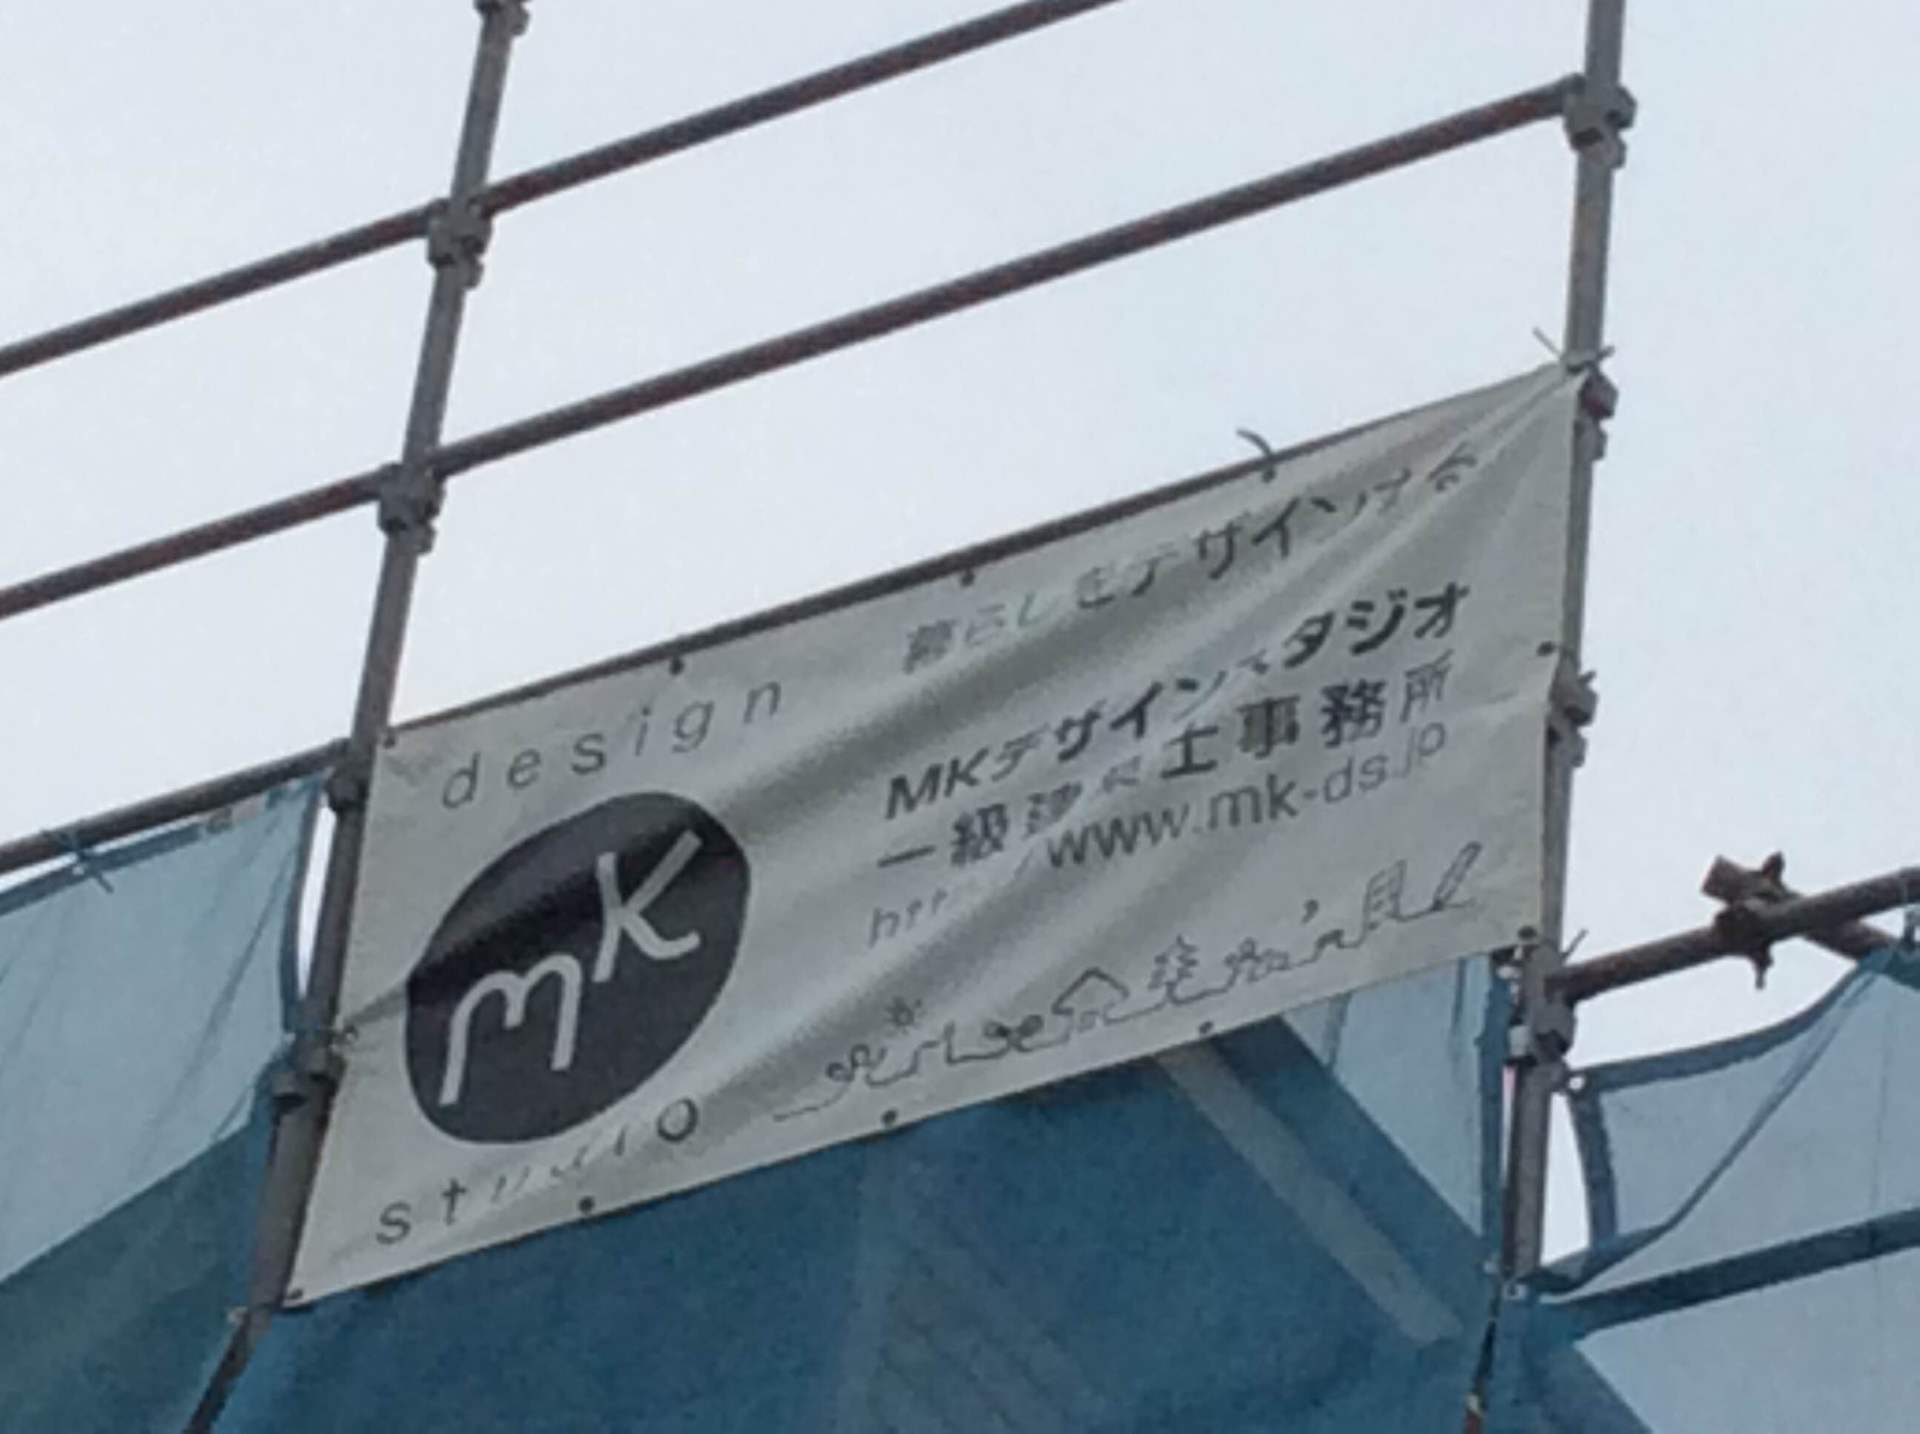 design
mk
studio
暮らしをデザインする
MKデザインスタジオ
一級建築士事務所
http://www.mk-ds.jp